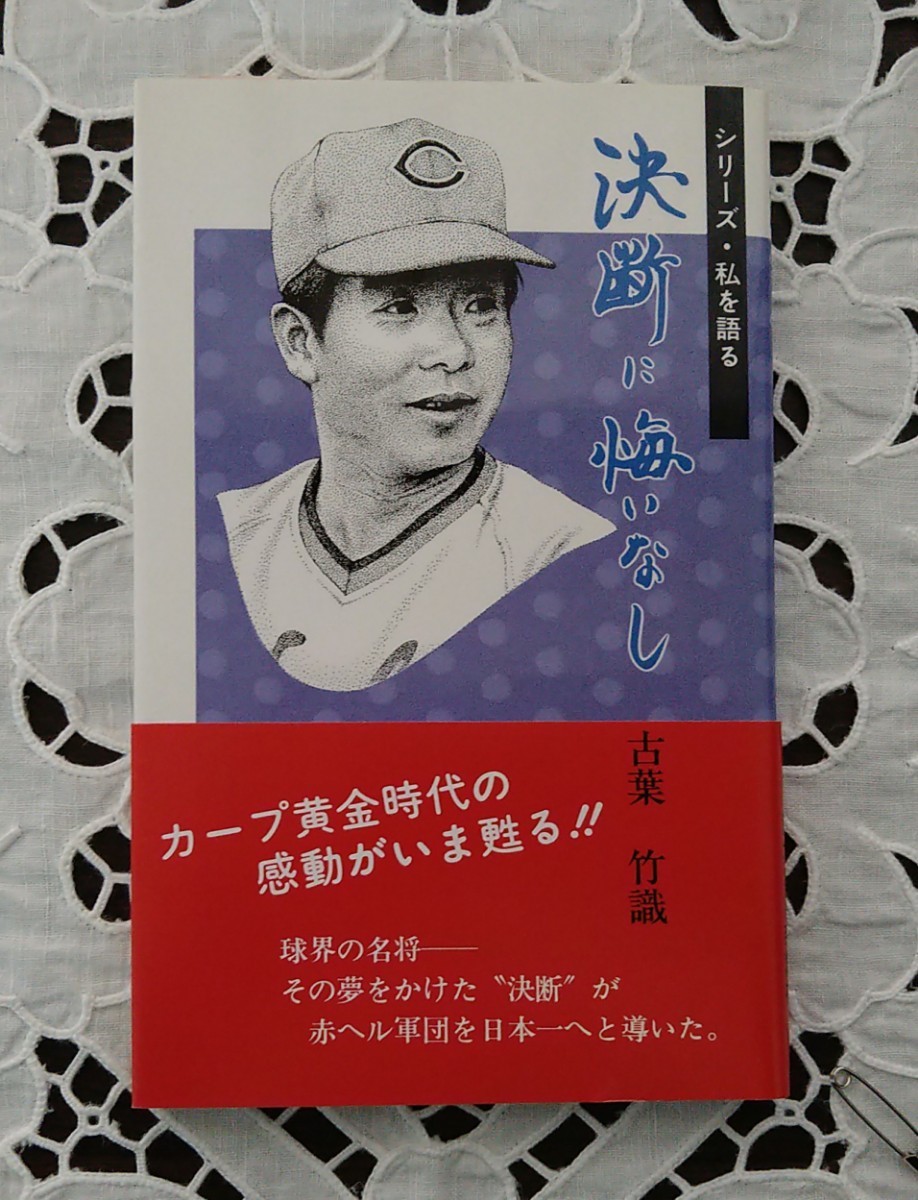 シリーズ・私を語る
決断に悔いなし
古葉 竹識
カープ黄金時代の
感動がいま甦る!!
球界の名将――
その夢をかけた〝決断〟が
赤ヘル軍団を日本一へと導いた。
C